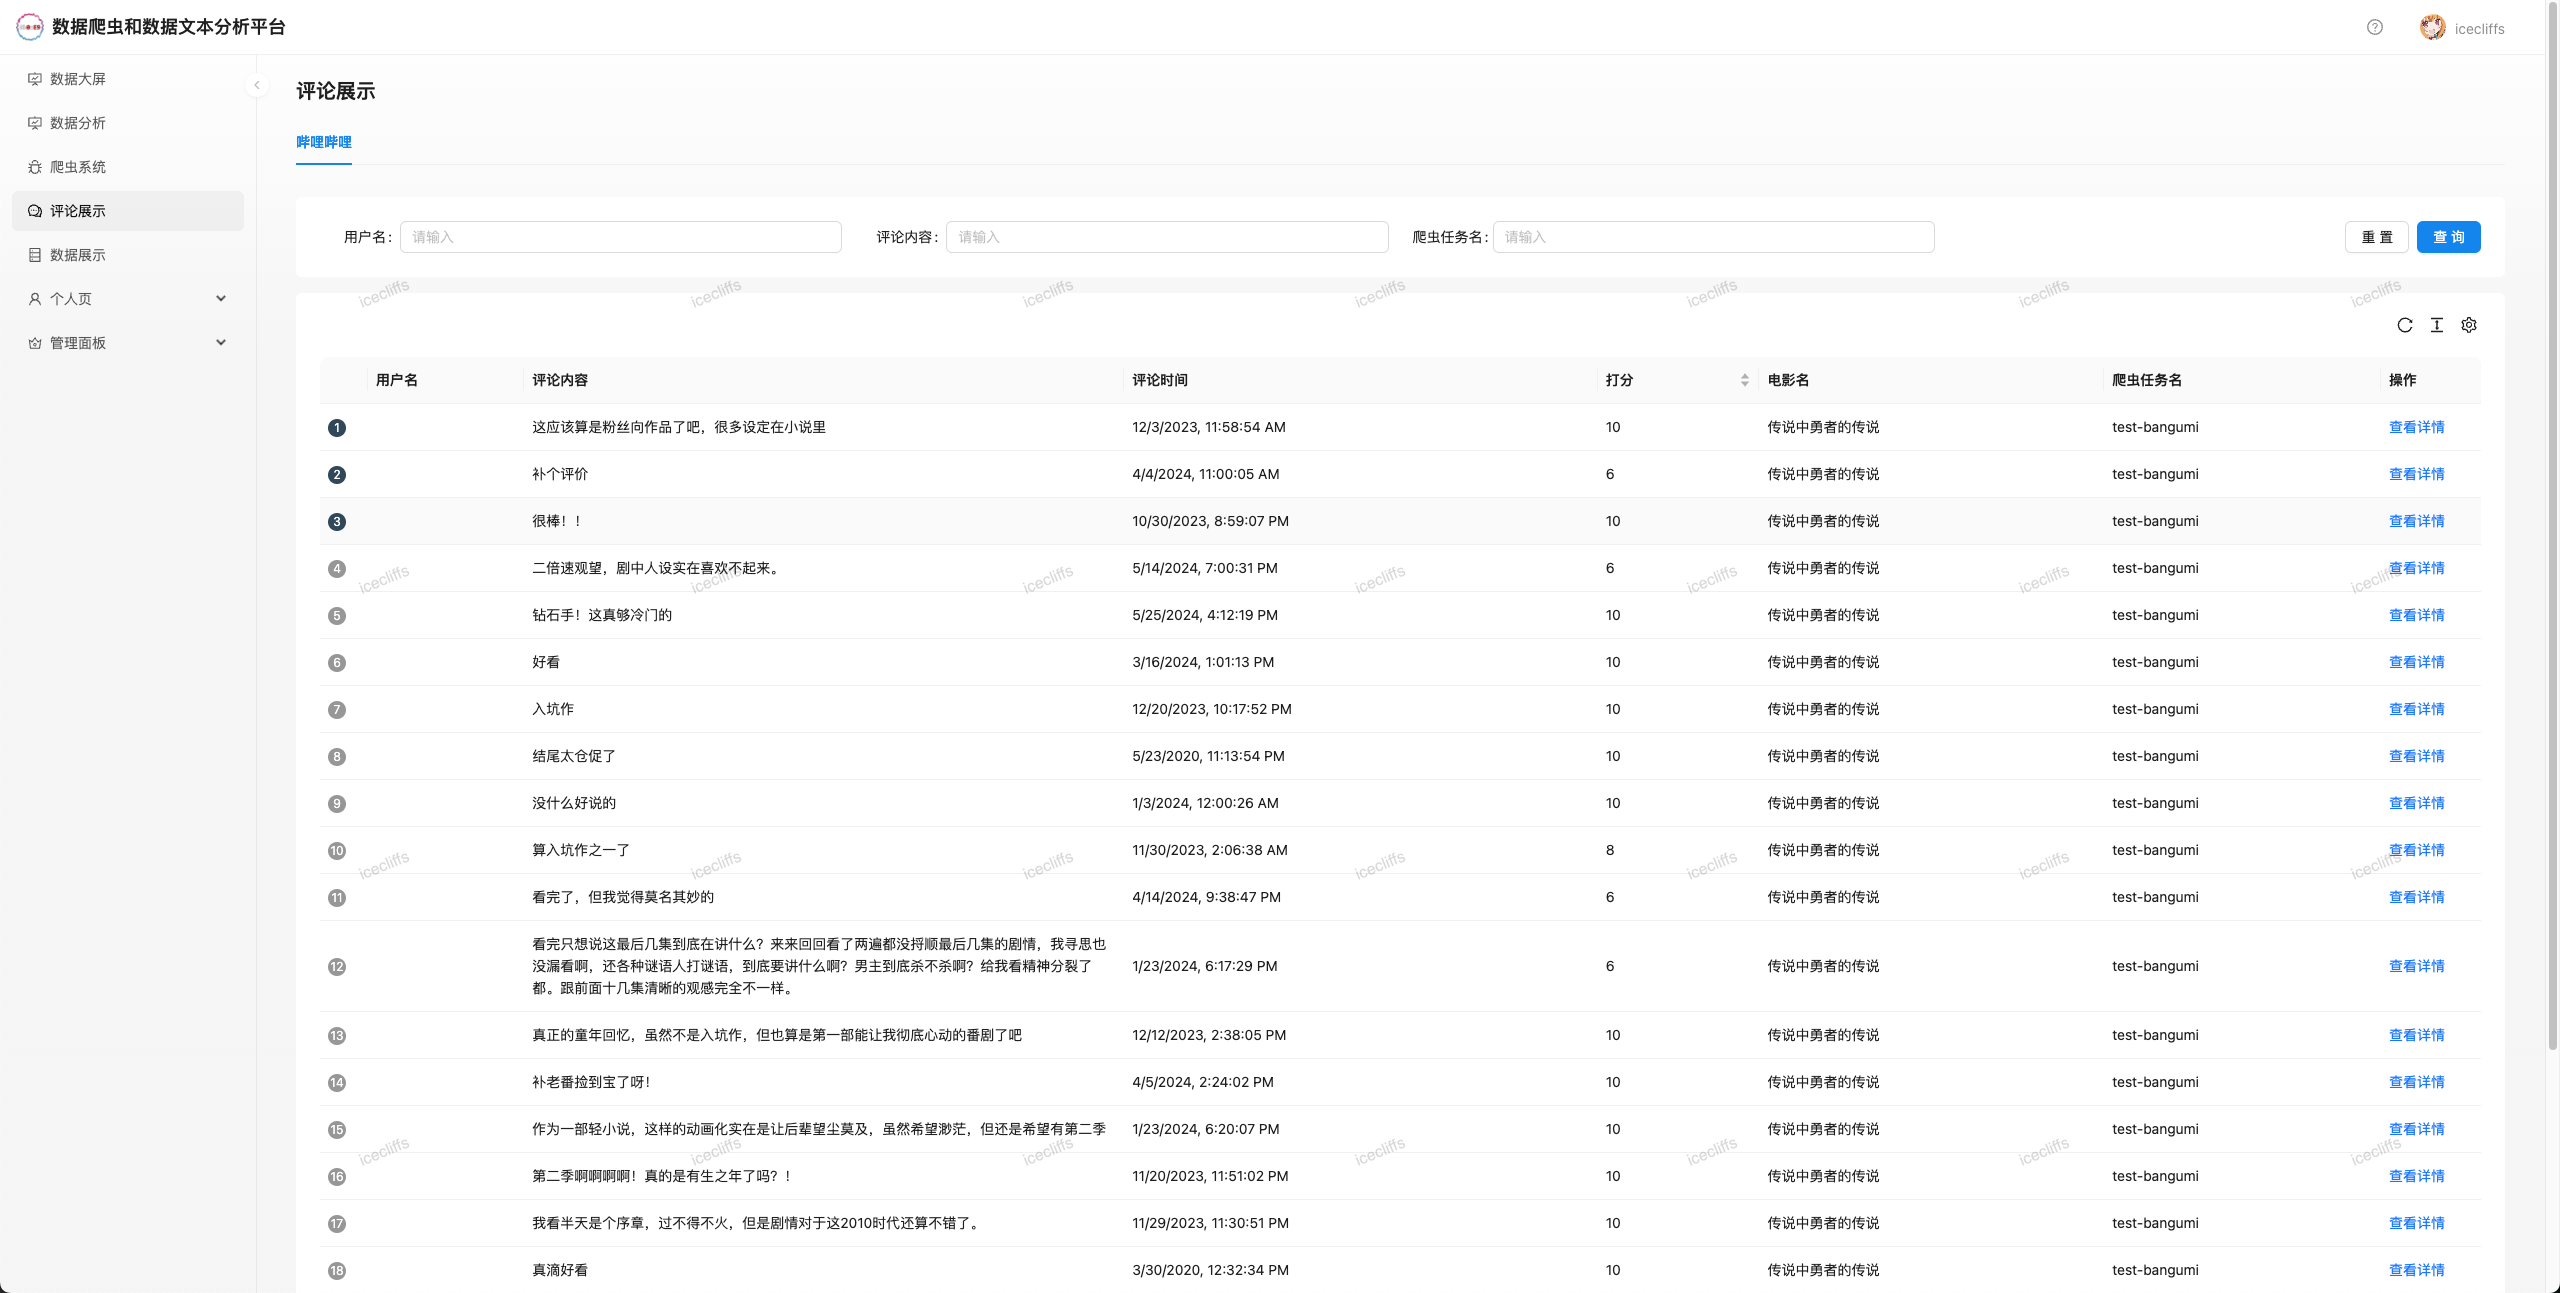 数据爬虫和数据文本分析平台
icecliffs
数据大屏
数据分析
爬虫系统
评论展示
数据展示
个人页
管理面板
评论展示
哔哩哔哩
用户名: 请输入 评论内容: 请输入 爬虫任务名: 请输入 重 置 查 询
icecliffs icecliffs icecliffs icecliffs icecliffs icecliffs icecliffs
用户名 评论内容 评论时间 打分 电影名 爬虫任务名 操作
1 这应该算是粉丝向作品了吧，很多设定在小说里 12/3/2023, 11:58:54 AM 10 传说中勇者的传说 test-bangumi 查看详情
2 补个评价 4/4/2024, 11:00:05 AM 6 传说中勇者的传说 test-bangumi 查看详情
3 很棒！！ 10/30/2023, 8:59:07 PM 10 传说中勇者的传说 test-bangumi 查看详情
4 二倍速观望，剧中人设实在喜欢不起来。 5/14/2024, 7:00:31 PM 6 传说中勇者的传说 test-bangumi 查看详情
icecliffs icecliffs icecliffs icecliffs icecliffs icecliffs icecliffs
5 钻石手！这真够冷门的 5/25/2024, 4:12:19 PM 10 传说中勇者的传说 test-bangumi 查看详情
6 好看 3/16/2024, 1:01:13 PM 10 传说中勇者的传说 test-bangumi 查看详情
7 入坑作 12/20/2023, 10:17:52 PM 10 传说中勇者的传说 test-bangumi 查看详情
8 结尾太仓促了 5/23/2020, 11:13:54 PM 10 传说中勇者的传说 test-bangumi 查看详情
9 没什么好说的 1/3/2024, 12:00:26 AM 10 传说中勇者的传说 test-bangumi 查看详情
10 算入坑作之一了 11/30/2023, 2:06:38 AM 8 传说中勇者的传说 test-bangumi 查看详情
icecliffs icecliffs icecliffs icecliffs icecliffs icecliffs icecliffs
11 看完了，但我觉得莫名其妙的 4/14/2024, 9:38:47 PM 6 传说中勇者的传说 test-bangumi 查看详情
看完只想说这最后几集到底在讲什么？来来回回看了两遍都没捋顺最后几集的剧情，我寻思也
12 没漏看啊，还各种谜语人打谜语，到底要讲什么啊？男主到底杀不杀啊？给我看精神分裂了 1/23/2024, 6:17:29 PM 6 传说中勇者的传说 test-bangumi 查看详情
都。跟前面十几集清晰的观感完全不一样。
13 真正的童年回忆，虽然不是入坑作，但也算是第一部能让我彻底心动的番剧了吧 12/12/2023, 2:38:05 PM 10 传说中勇者的传说 test-bangumi 查看详情
14 补老番捡到宝了呀！ 4/5/2024, 2:24:02 PM 10 传说中勇者的传说 test-bangumi 查看详情
15 作为一部轻小说，这样的动画化实在是让后辈望尘莫及，虽然希望渺茫，但还是希望有第二季 1/23/2024, 6:20:07 PM 10 传说中勇者的传说 test-bangumi 查看详情
icecliffs icecliffs icecliffs icecliffs icecliffs icecliffs icecliffs
16 第二季啊啊啊啊！真的是有生之年了吗？！ 11/20/2023, 11:51:02 PM 10 传说中勇者的传说 test-bangumi 查看详情
17 我看半天是个序章，过不得不火，但是剧情对于这2010时代还算不错了。 11/29/2023, 11:30:51 PM 10 传说中勇者的传说 test-bangumi 查看详情
18 真滴好看 3/30/2020, 12:32:34 PM 10 传说中勇者的传说 test-bangumi 查看详情